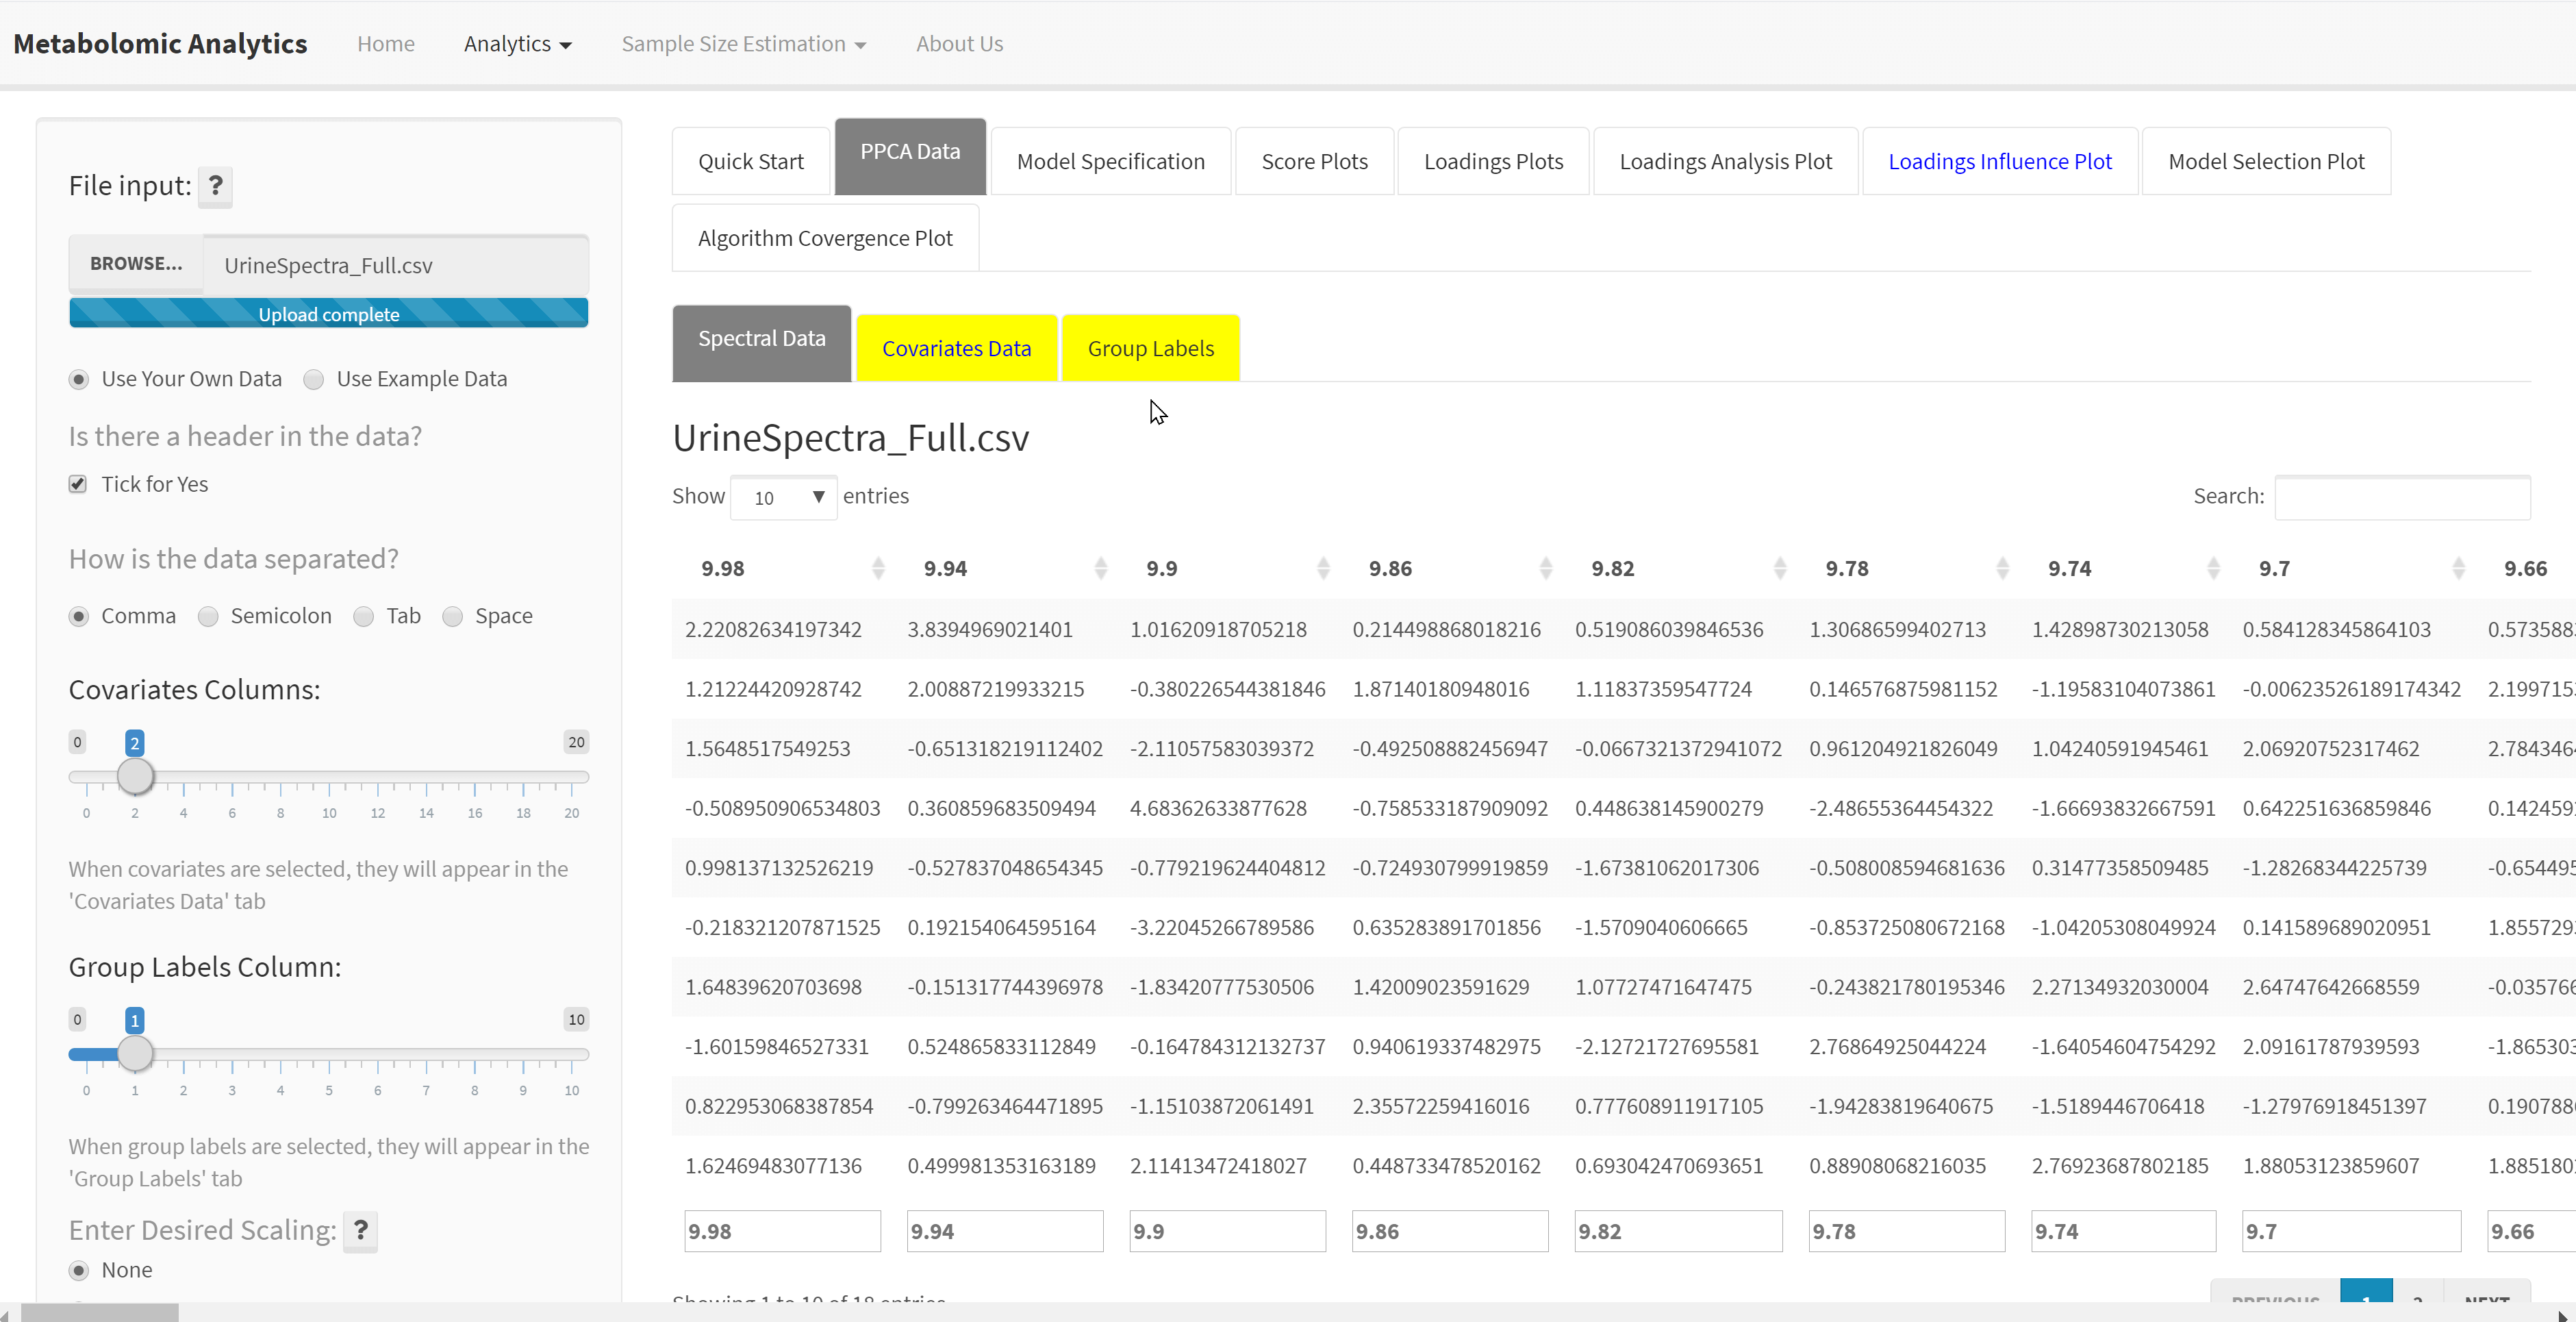 Metabolomic Analytics Home Analytics Sample Size Estimation About Us
File input: ?
BROWSE... UrineSpectra_Full.csv
Upload complete
Use Your Own Data Use Example Data
Is there a header in the data?
Tick for Yes
How is the data separated?
Comma Semicolon Tab Space
Covariates Columns:
0 2 20
0 2 4 6 8 10 12 14 16 18 20
When covariates are selected, they will appear in the
'Covariates Data' tab
Group Labels Column:
0 1 10
0 1 2 3 4 5 6 7 8 9 10
When group labels are selected, they will appear in the
'Group Labels' tab
Enter Desired Scaling: ?
None
Quick Start PPCA Data Model Specification Score Plots Loadings Plots Loadings Analysis Plot Loadings Influence Plot Model Selection Plot
Algorithm Covergence Plot
Spectral Data Covariates Data Group Labels
UrineSpectra_Full.csv
Show 10 entries Search:
9.98 9.94 9.9 9.86 9.82 9.78 9.74 9.7 9.66
2.22082634197342 3.8394969021401 1.01620918705218 0.214498868018216 0.519086039846536 1.30686599402713 1.42898730213058 0.584128345864103 0.573588
1.21224420928742 2.00887219933215 -0.380226544381846 1.87140180948016 1.11837359547724 0.146576875981152 -1.19583104073861 -0.00623526189174342 2.199715
1.5648517549253 -0.651318219112402 -2.11057583039372 -0.492508882456947 -0.0667321372941072 0.961204921826049 1.04240591945461 2.06920752317462 2.784346
-0.508950906534803 0.360859683509494 4.68362633877628 -0.758533187909092 0.448638145900279 -2.48655364454322 -1.66693832667591 0.642251636859846 0.142459
0.998137132526219 -0.527837048654345 -0.779219624404812 -0.724930799919859 -1.67381062017306 -0.508008594681636 0.31477358509485 -1.28268344225739 -0.654495
-0.218321207871525 0.192154064595164 -3.22045266789586 0.635283891701856 -1.5709040606665 -0.853725080672168 -1.04205308049924 0.141589689020951 1.855729
1.64839620703698 -0.151317744396978 -1.83420777530506 1.42009023591629 1.07727471647475 -0.243821780195346 2.27134932030004 2.64747642668559 -0.035766
-1.60159846527331 0.524865833112849 -0.164784312132737 0.940619337482975 -2.12721727695581 2.76864925044224 -1.64054604754292 2.09161787939593 -1.865303
0.822953068387854 -0.799263464471895 -1.15103872061491 2.35572259416016 0.777608911917105 -1.94283819640675 -1.5189446706418 -1.27976918451397 0.190788
1.62469483077136 0.499981353163189 2.11413472418027 0.448733478520162 0.693042470693651 0.88908068216035 2.76923687802185 1.88053123859607 1.885180
9.98 9.94 9.9 9.86 9.82 9.78 9.74 9.7 9.66
Showing 1 to 10 of 18 entries PREVIOUS 1 2 NEXT